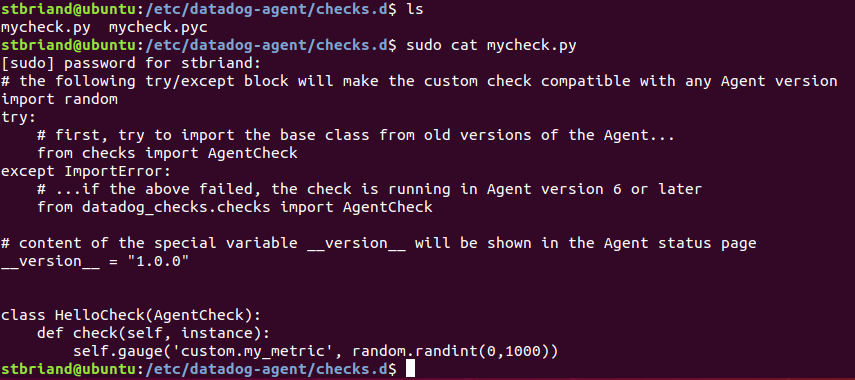 stbriand@ubuntu:/etc/datadog-agent/checks.d$ ls
mycheck.py  mycheck.pyc
stbriand@ubuntu:/etc/datadog-agent/checks.d$ sudo cat mycheck.py
[sudo] password for stbriand:
# the following try/except block will make the custom check compatible with any Agent version
import random
try:
    # first, try to import the base class from old versions of the Agent...
    from checks import AgentCheck
except ImportError:
    # ...if the above failed, the check is running in Agent version 6 or later
    from datadog_checks.checks import AgentCheck

# content of the special variable __version__ will be shown in the Agent status page
__version__ = "1.0.0"


class HelloCheck(AgentCheck):
    def check(self, instance):
        self.gauge('custom.my_metric', random.randint(0,1000))
stbriand@ubuntu:/etc/datadog-agent/checks.d$